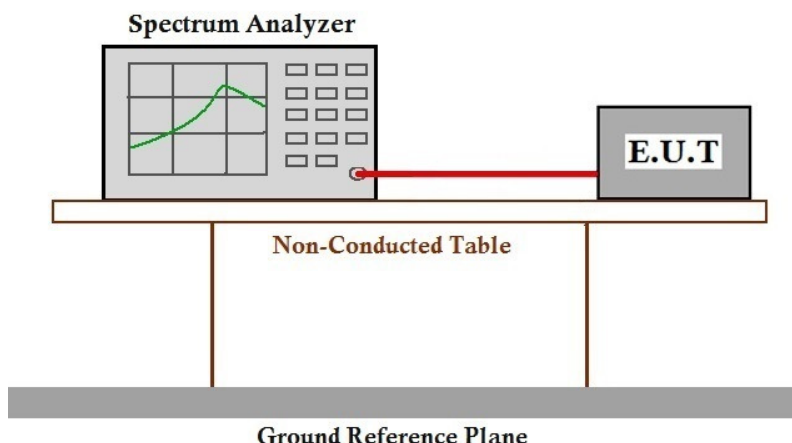 Spectrum Analyzer
E.U.T
Non-Conducted Table
Ground Reference Plane